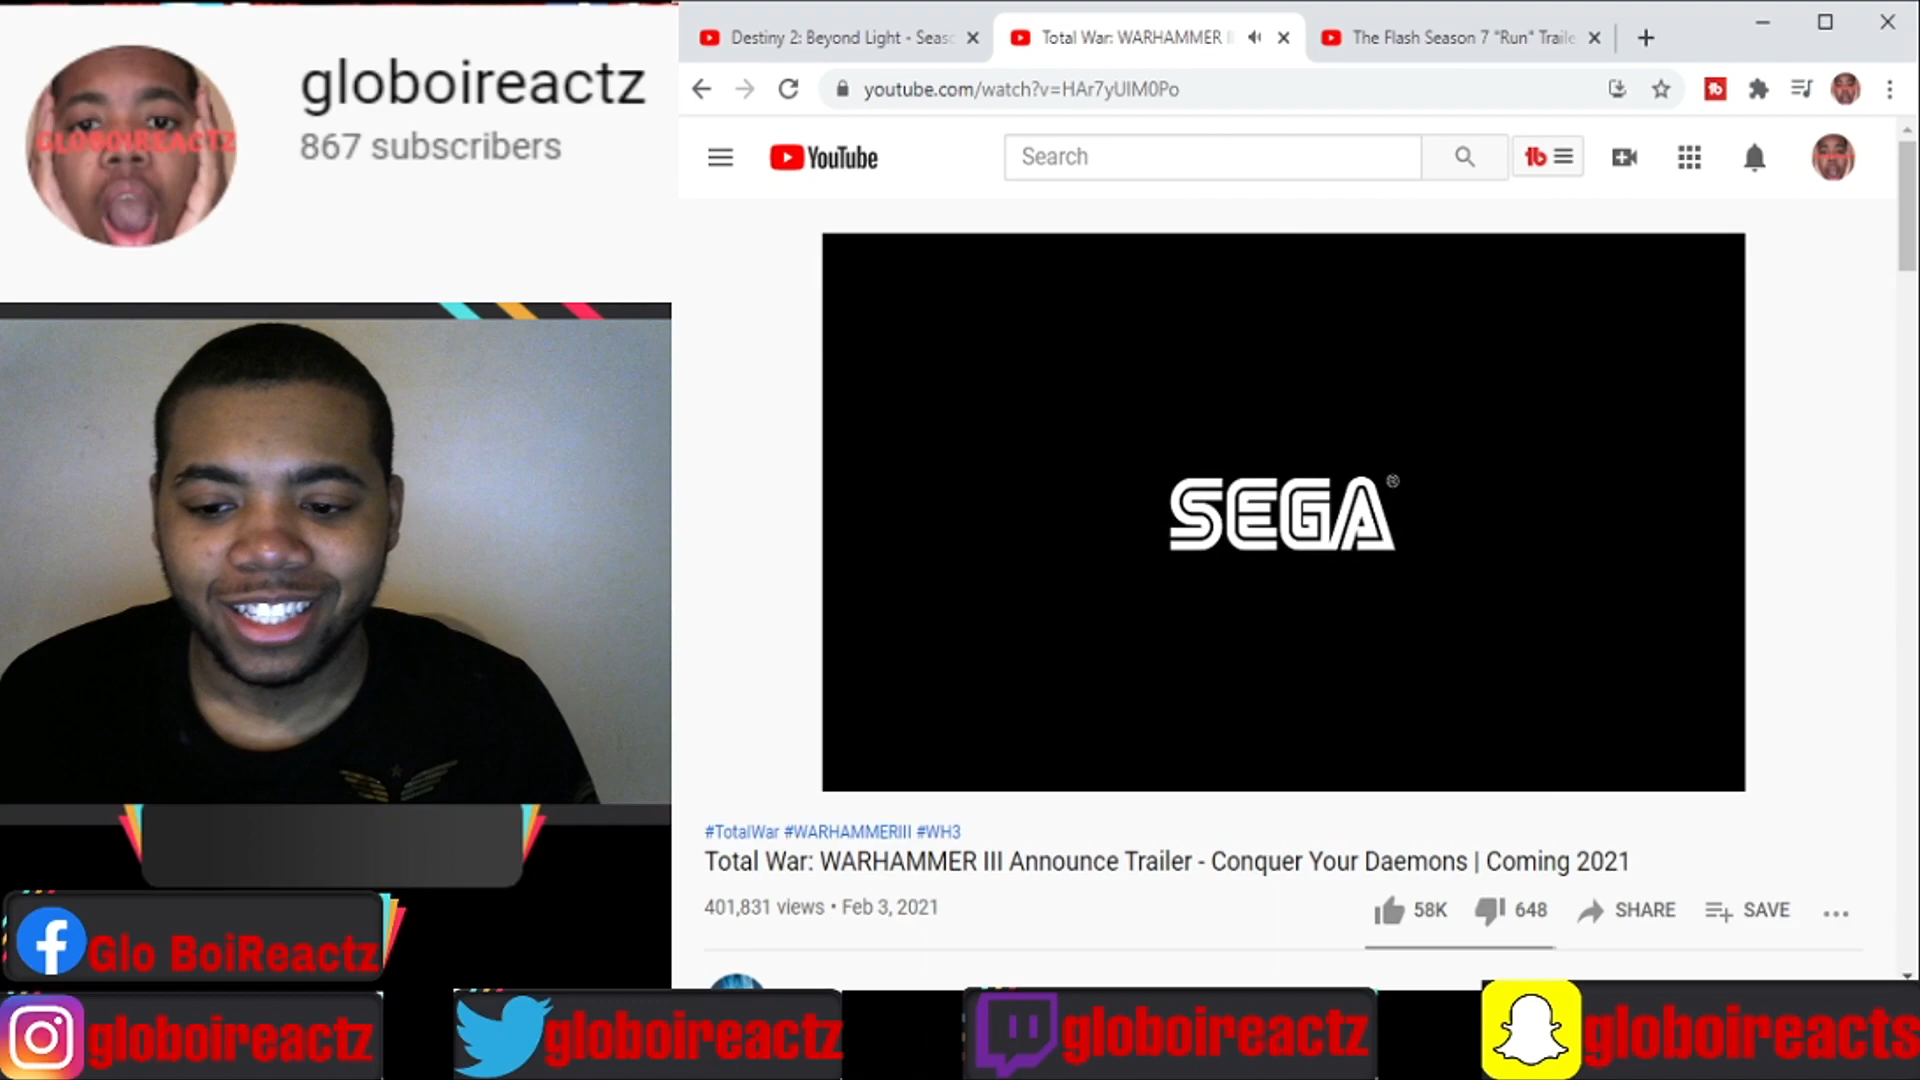 globoireactz
867 subscribers
GLOBOIREACTZ
Destiny 2: Beyond Light - Seas
Total War: WARHAMMER II
The Flash Season 7 "Run" Traile
youtube.com/watch?v=HAr7yUIM0Po
YouTube
Search
SEGA®
#TotalWar #WARHAMMERIII #WH3
Total War: WARHAMMER III Announce Trailer - Conquer Your Daemons | Coming 2021
401,831 views • Feb 3, 2021
58K
648
SHARE
SAVE
Glo BoiReactz
globoireactz
globoireactz
globoireactz
globoireacts